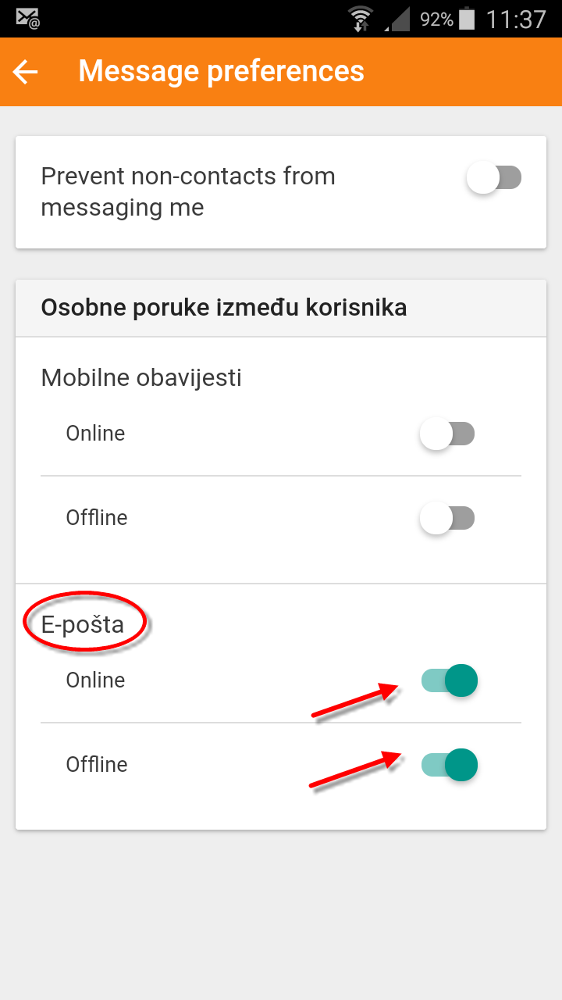 92% 11:37
Message preferences
Prevent non-contacts from
messaging me
Osobne poruke između korisnika
Mobilne obavijesti
Online
Offline
E-pošta
Online
Offline